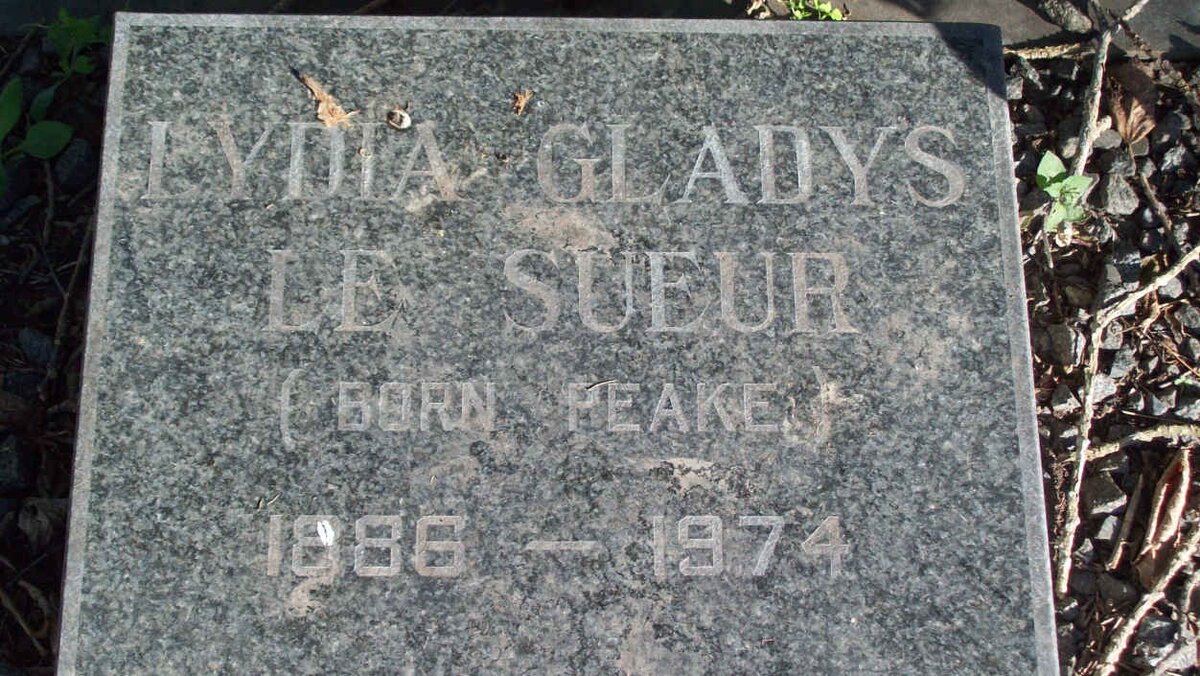 LYDIA GLADYS
LE SUEUR
(BORN PEAKE)
1886 — 1974